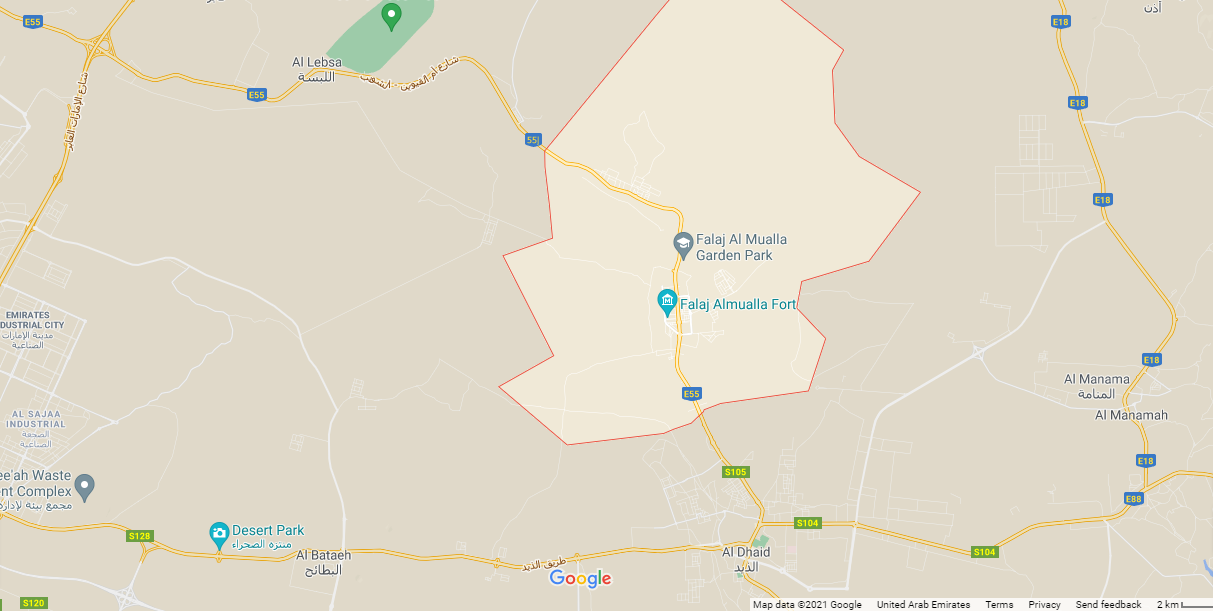 E55
E18
أذن
Al Lebsa
اللبسة
شارع أم القيوين - الشويب
E55
E18
شارع الإمارات العابر
55
E18
Falaj Al Mualla
Garden Park
Falaj Almualla Fort
EMIRATES
DUSTRIAL CITY
مدينة الإمارات
الصناعية
E18
Al Manama
المنامة
Al Manamah
E55
AL SAJAA
INDUSTRIAL
الصجعة
الصناعية
E18
S105
ee'ah Waste
nt Complex
مجمع بيئة لإدارة
E88
S104
Desert Park
منتزه الصحراء
S128
Al Bataeh
البطائح
طريق الذيد
Al Dhaid
الذيد
S104
Google
S120
Map data ©2021 Google United Arab Emirates Terms Privacy Send feedback 2 km